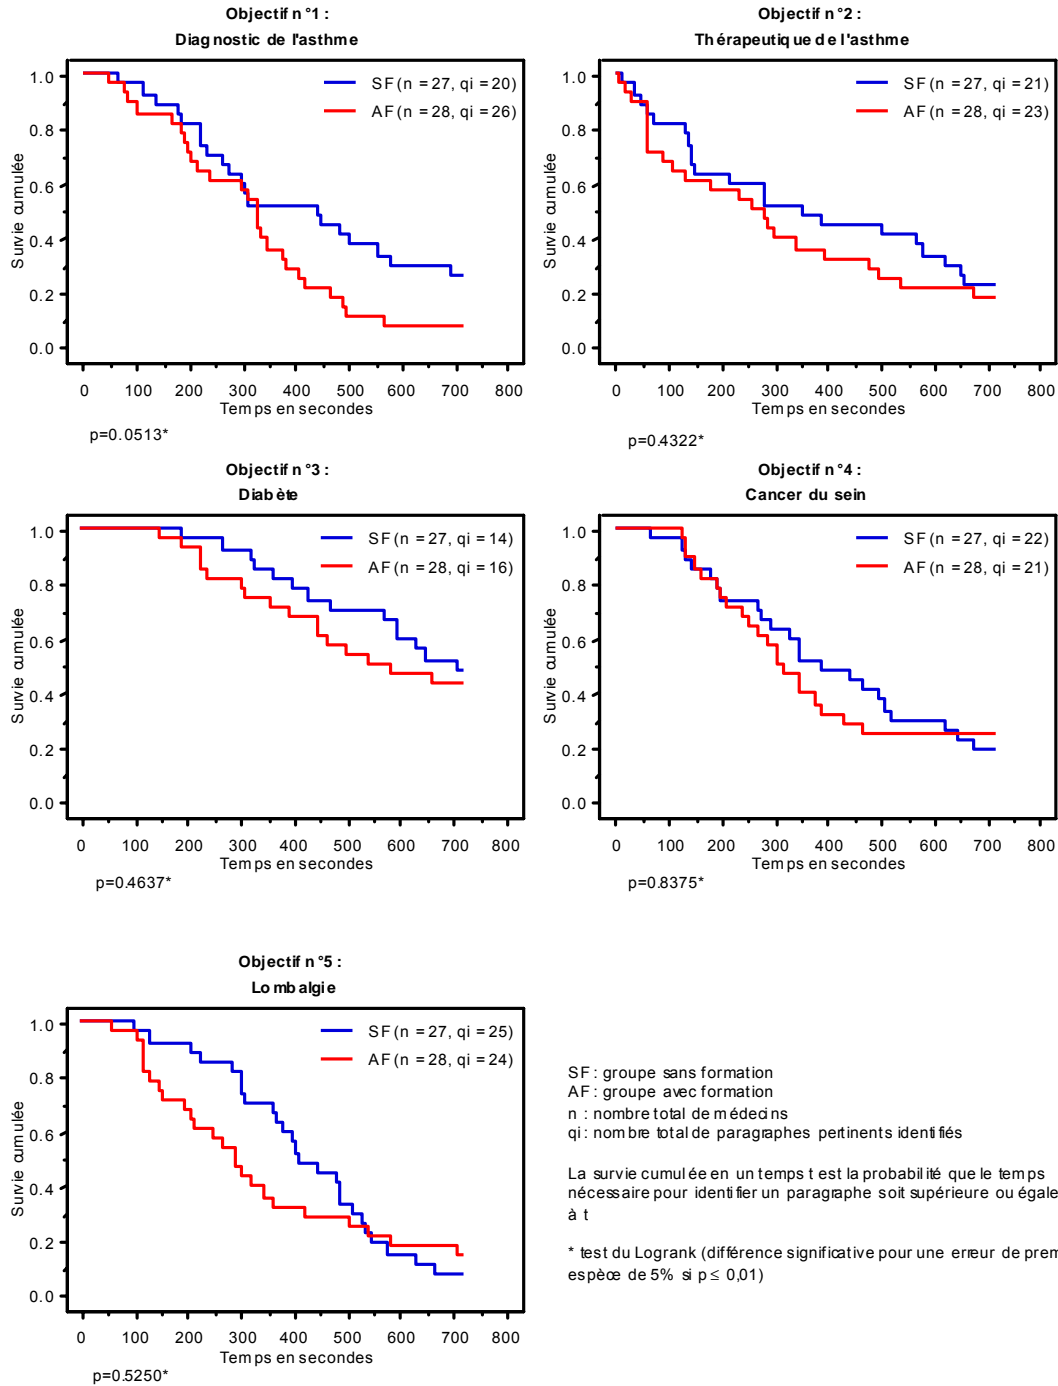 Objectif n°1 :
Diagnostic de l'asthme
SF (n = 27, qi = 20)
AF (n = 28, qi = 26)
Survie cumulée
1.0
0.8
0.6
0.4
0.2
0.0
0 100 200 300 400 500 600 700 800
Temps en secondes
p=0.0513*
Objectif n°2 :
Thérapeutique de l'asthme
SF (n = 27, qi = 21)
AF (n = 28, qi = 23)
Survie cumulée
1.0
0.8
0.6
0.4
0.2
0.0
0 100 200 300 400 500 600 700 800
Temps en secondes
p=0.4322*
Objectif n°3 :
Diabète
SF (n = 27, qi = 14)
AF (n = 28, qi = 16)
Survie cumulée
1.0
0.8
0.6
0.4
0.2
0.0
0 100 200 300 400 500 600 700 800
Temps en secondes
p=0.4637*
Objectif n°4 :
Cancer du sein
SF (n = 27, qi = 22)
AF (n = 28, qi = 21)
Survie cumulée
1.0
0.8
0.6
0.4
0.2
0.0
0 100 200 300 400 500 600 700 800
Temps en secondes
p=0.8375*
Objectif n°5 :
Lombalgie
SF (n = 27, qi = 25)
AF (n = 28, qi = 24)
Survie cumulée
1.0
0.8
0.6
0.4
0.2
0.0
0 100 200 300 400 500 600 700 800
Temps en secondes
p=0.5250*
SF : groupe sans formation
AF : groupe avec formation
n : nombre total de médecins
qi : nombre total de paragraphes pertinents identifiés
La survie cumulée en un temps t est la probabilité que le temps
nécessaire pour identifier un paragraphe soit supérieure ou égale
à t
* test du Logrank (différence significative pour une erreur de prem
espèce de 5% si p ≤ 0,01)